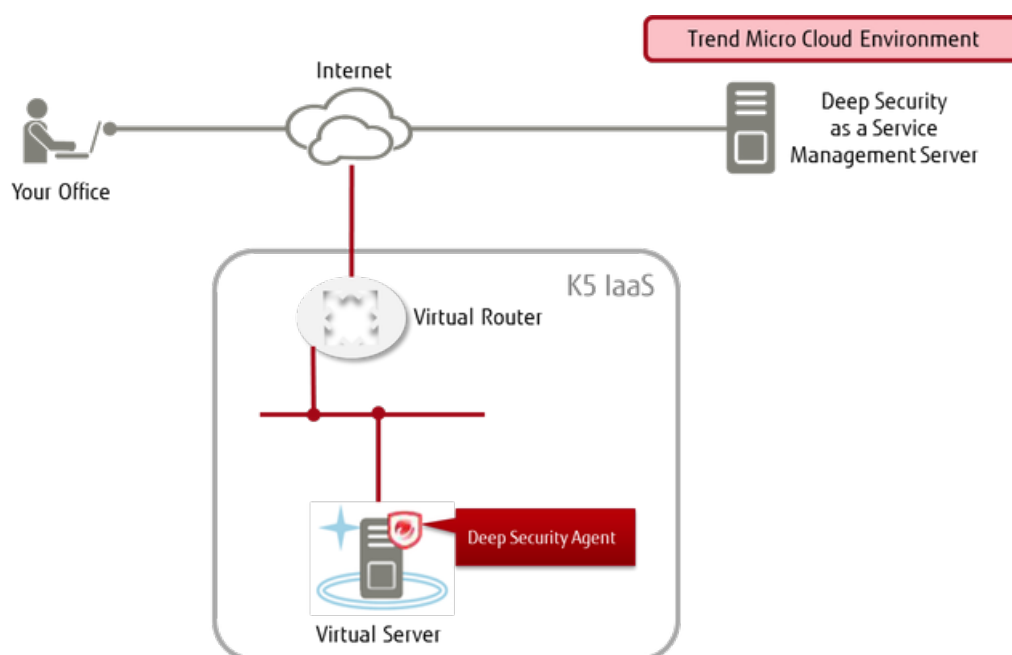 Trend Micro Cloud Environment
Internet
Deep Security
as a Service
Management Server
Your Office
K5 IaaS
Virtual Router
Deep Security Agent
Virtual Server